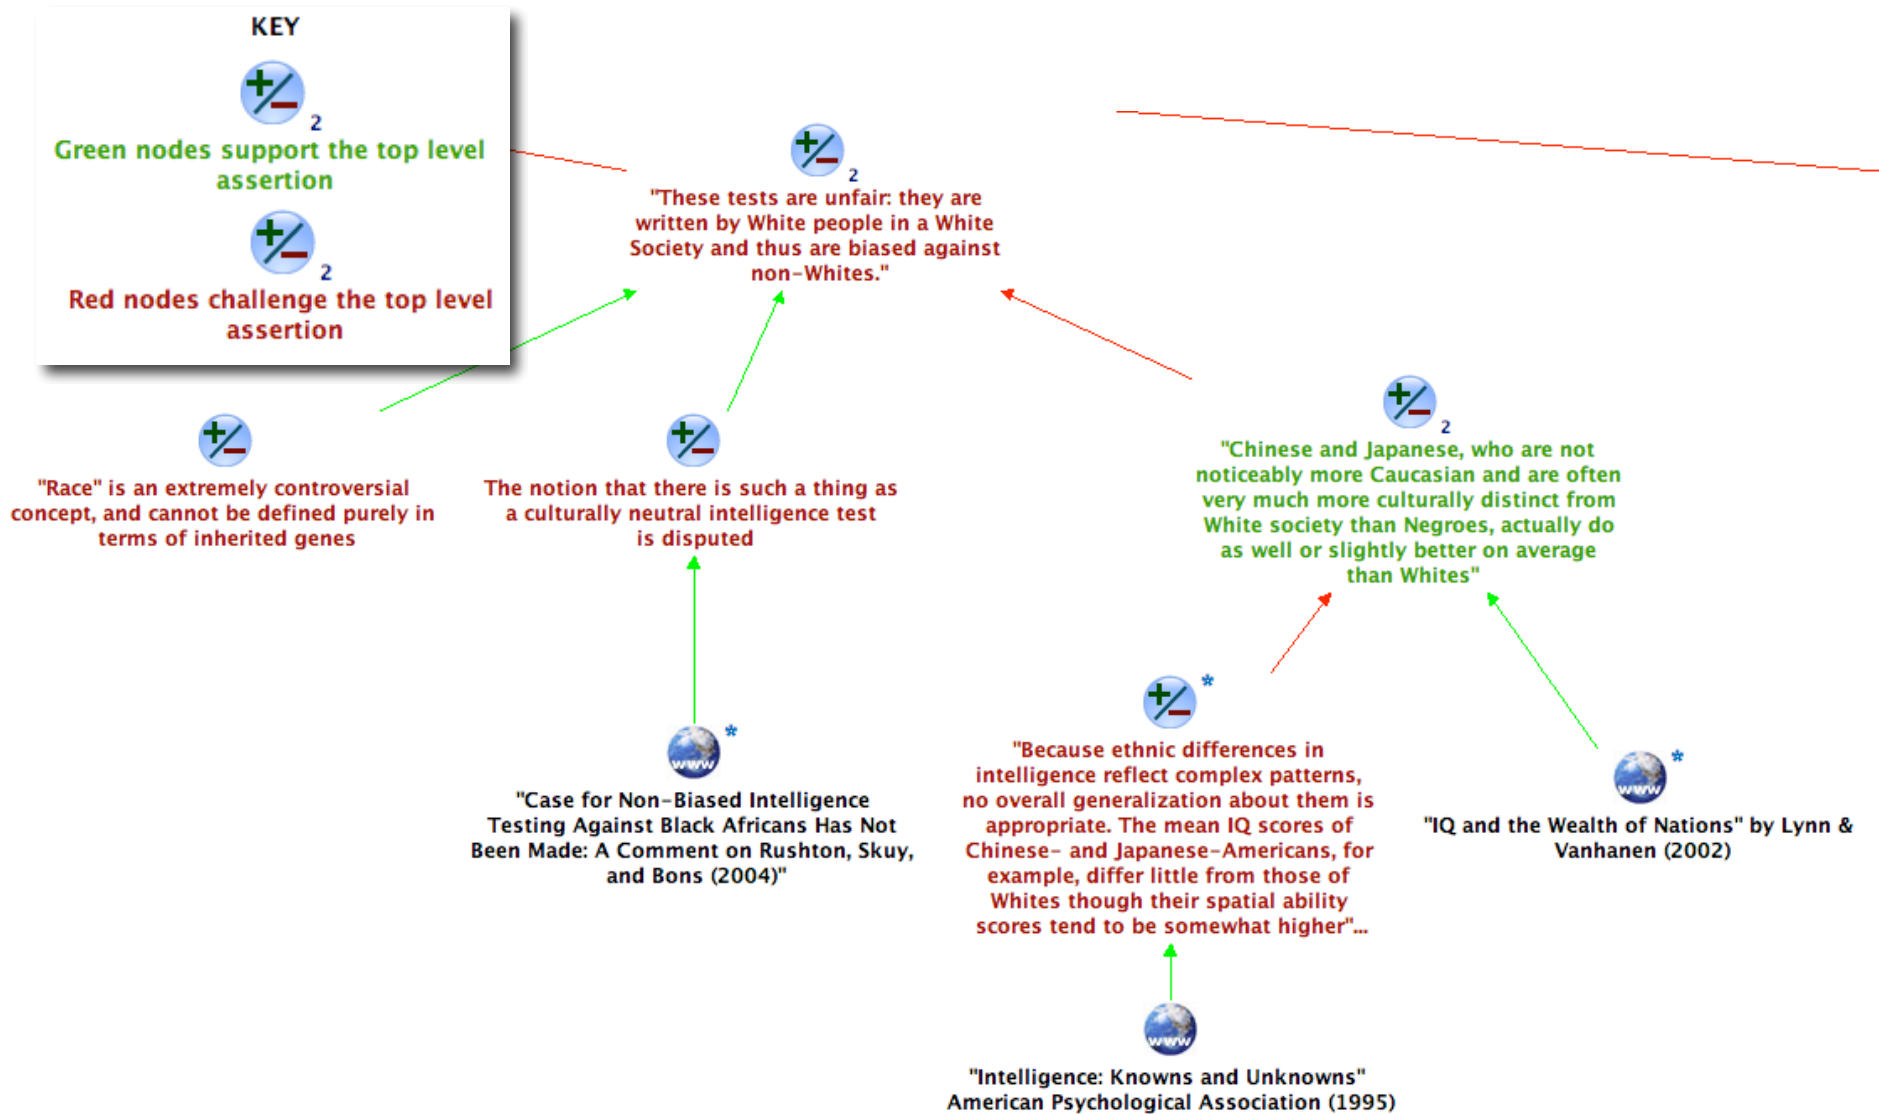 KEY
2
Green nodes support the top level
assertion
2
Red nodes challenge the top level
assertion
2
"These tests are unfair: they are
written by White people in a White
Society and thus are biased against
non-Whites."
"Race" is an extremely controversial
concept, and cannot be defined purely in
terms of inherited genes
The notion that there is such a thing as
a culturally neutral intelligence test
is disputed
2
"Chinese and Japanese, who are not
noticeably more Caucasian and are often
very much more culturally distinct from
White society than Negroes, actually do
as well or slightly better on average
than Whites"
www *
"Case for Non-Biased Intelligence
Testing Against Black Africans Has Not
Been Made: A Comment on Rushton, Skuy,
and Bons (2004)"
*
"Because ethnic differences in
intelligence reflect complex patterns,
no overall generalization about them is
appropriate. The mean IQ scores of
Chinese- and Japanese-Americans, for
example, differ little from those of
Whites though their spatial ability
scores tend to be somewhat higher"...
www *
"IQ and the Wealth of Nations" by Lynn &
Vanhanen (2002)
www
"Intelligence: Knowns and Unknowns"
American Psychological Association (1995)